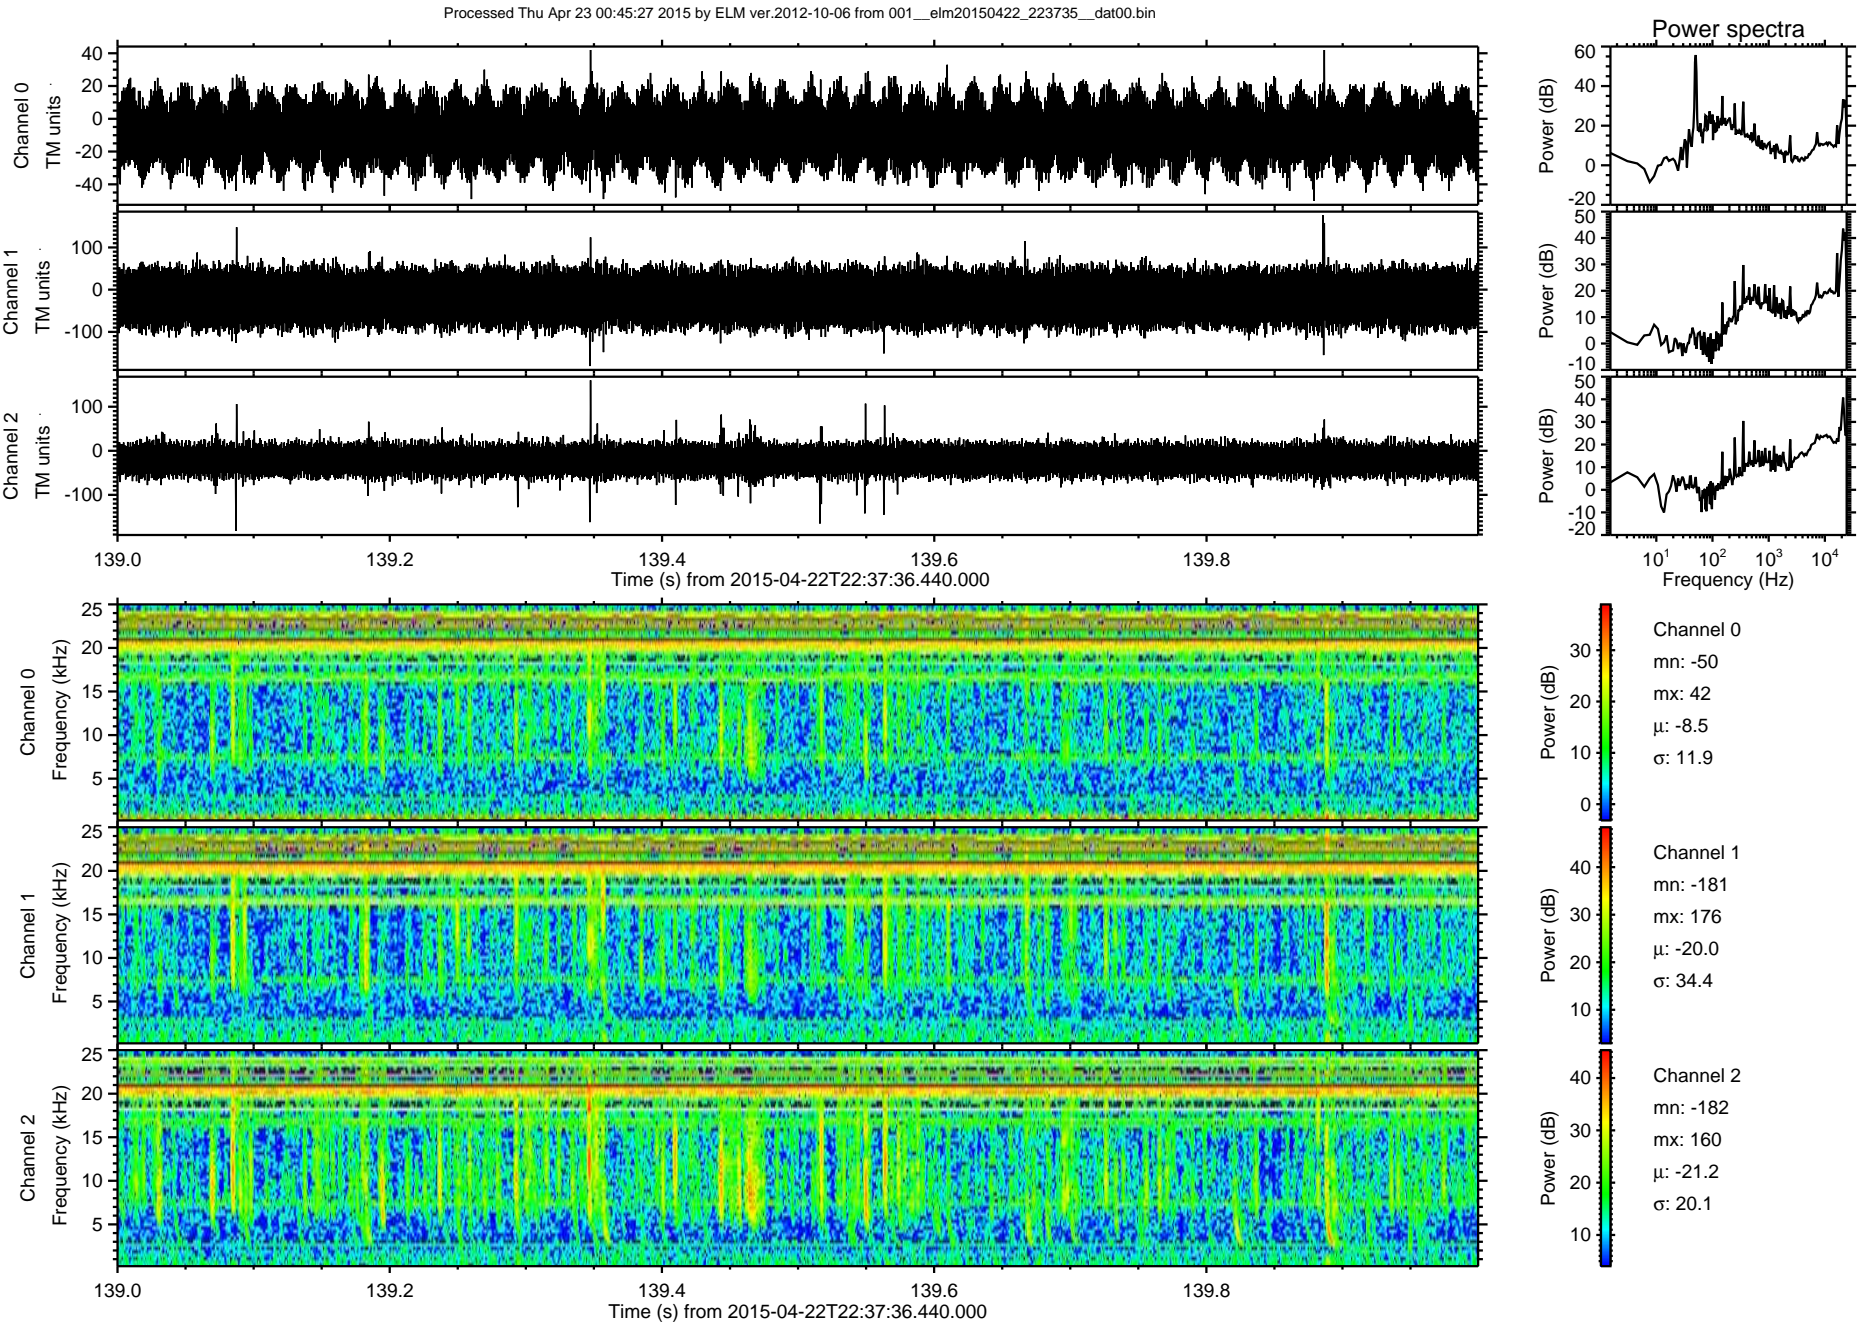 Processed Thu Apr 23 00:45:27 2015 by ELM ver.2012-10-06 from 001__elm20150422_223735__dat00.bin
Power spectra
Channel 0
TM units
40
20
0
-20
-40
Power (dB)
60
40
20
0
-20
Channel 1
TM units
100
0
-100
Power (dB)
50
40
30
20
10
0
-10
Channel 2
TM units
100
0
-100
Power (dB)
50
40
30
20
10
0
-10
-20
139.0 139.2 139.4 139.6 139.8
Time (s) from 2015-04-22T22:37:36.440.000
10^1 10^2 10^3 10^4
Frequency (Hz)
Channel 0
Frequency (kHz)
25
20
15
10
5
Power (dB)
30
20
10
0
Channel 0
mn: -50
mx: 42
μ: -8.5
σ: 11.9
Channel 1
Frequency (kHz)
25
20
15
10
5
Power (dB)
40
30
20
10
Channel 1
mn: -181
mx: 176
μ: -20.0
σ: 34.4
Channel 2
Frequency (kHz)
25
20
15
10
5
Power (dB)
40
30
20
10
Channel 2
mn: -182
mx: 160
μ: -21.2
σ: 20.1
139.0 139.2 139.4 139.6 139.8
Time (s) from 2015-04-22T22:37:36.440.000